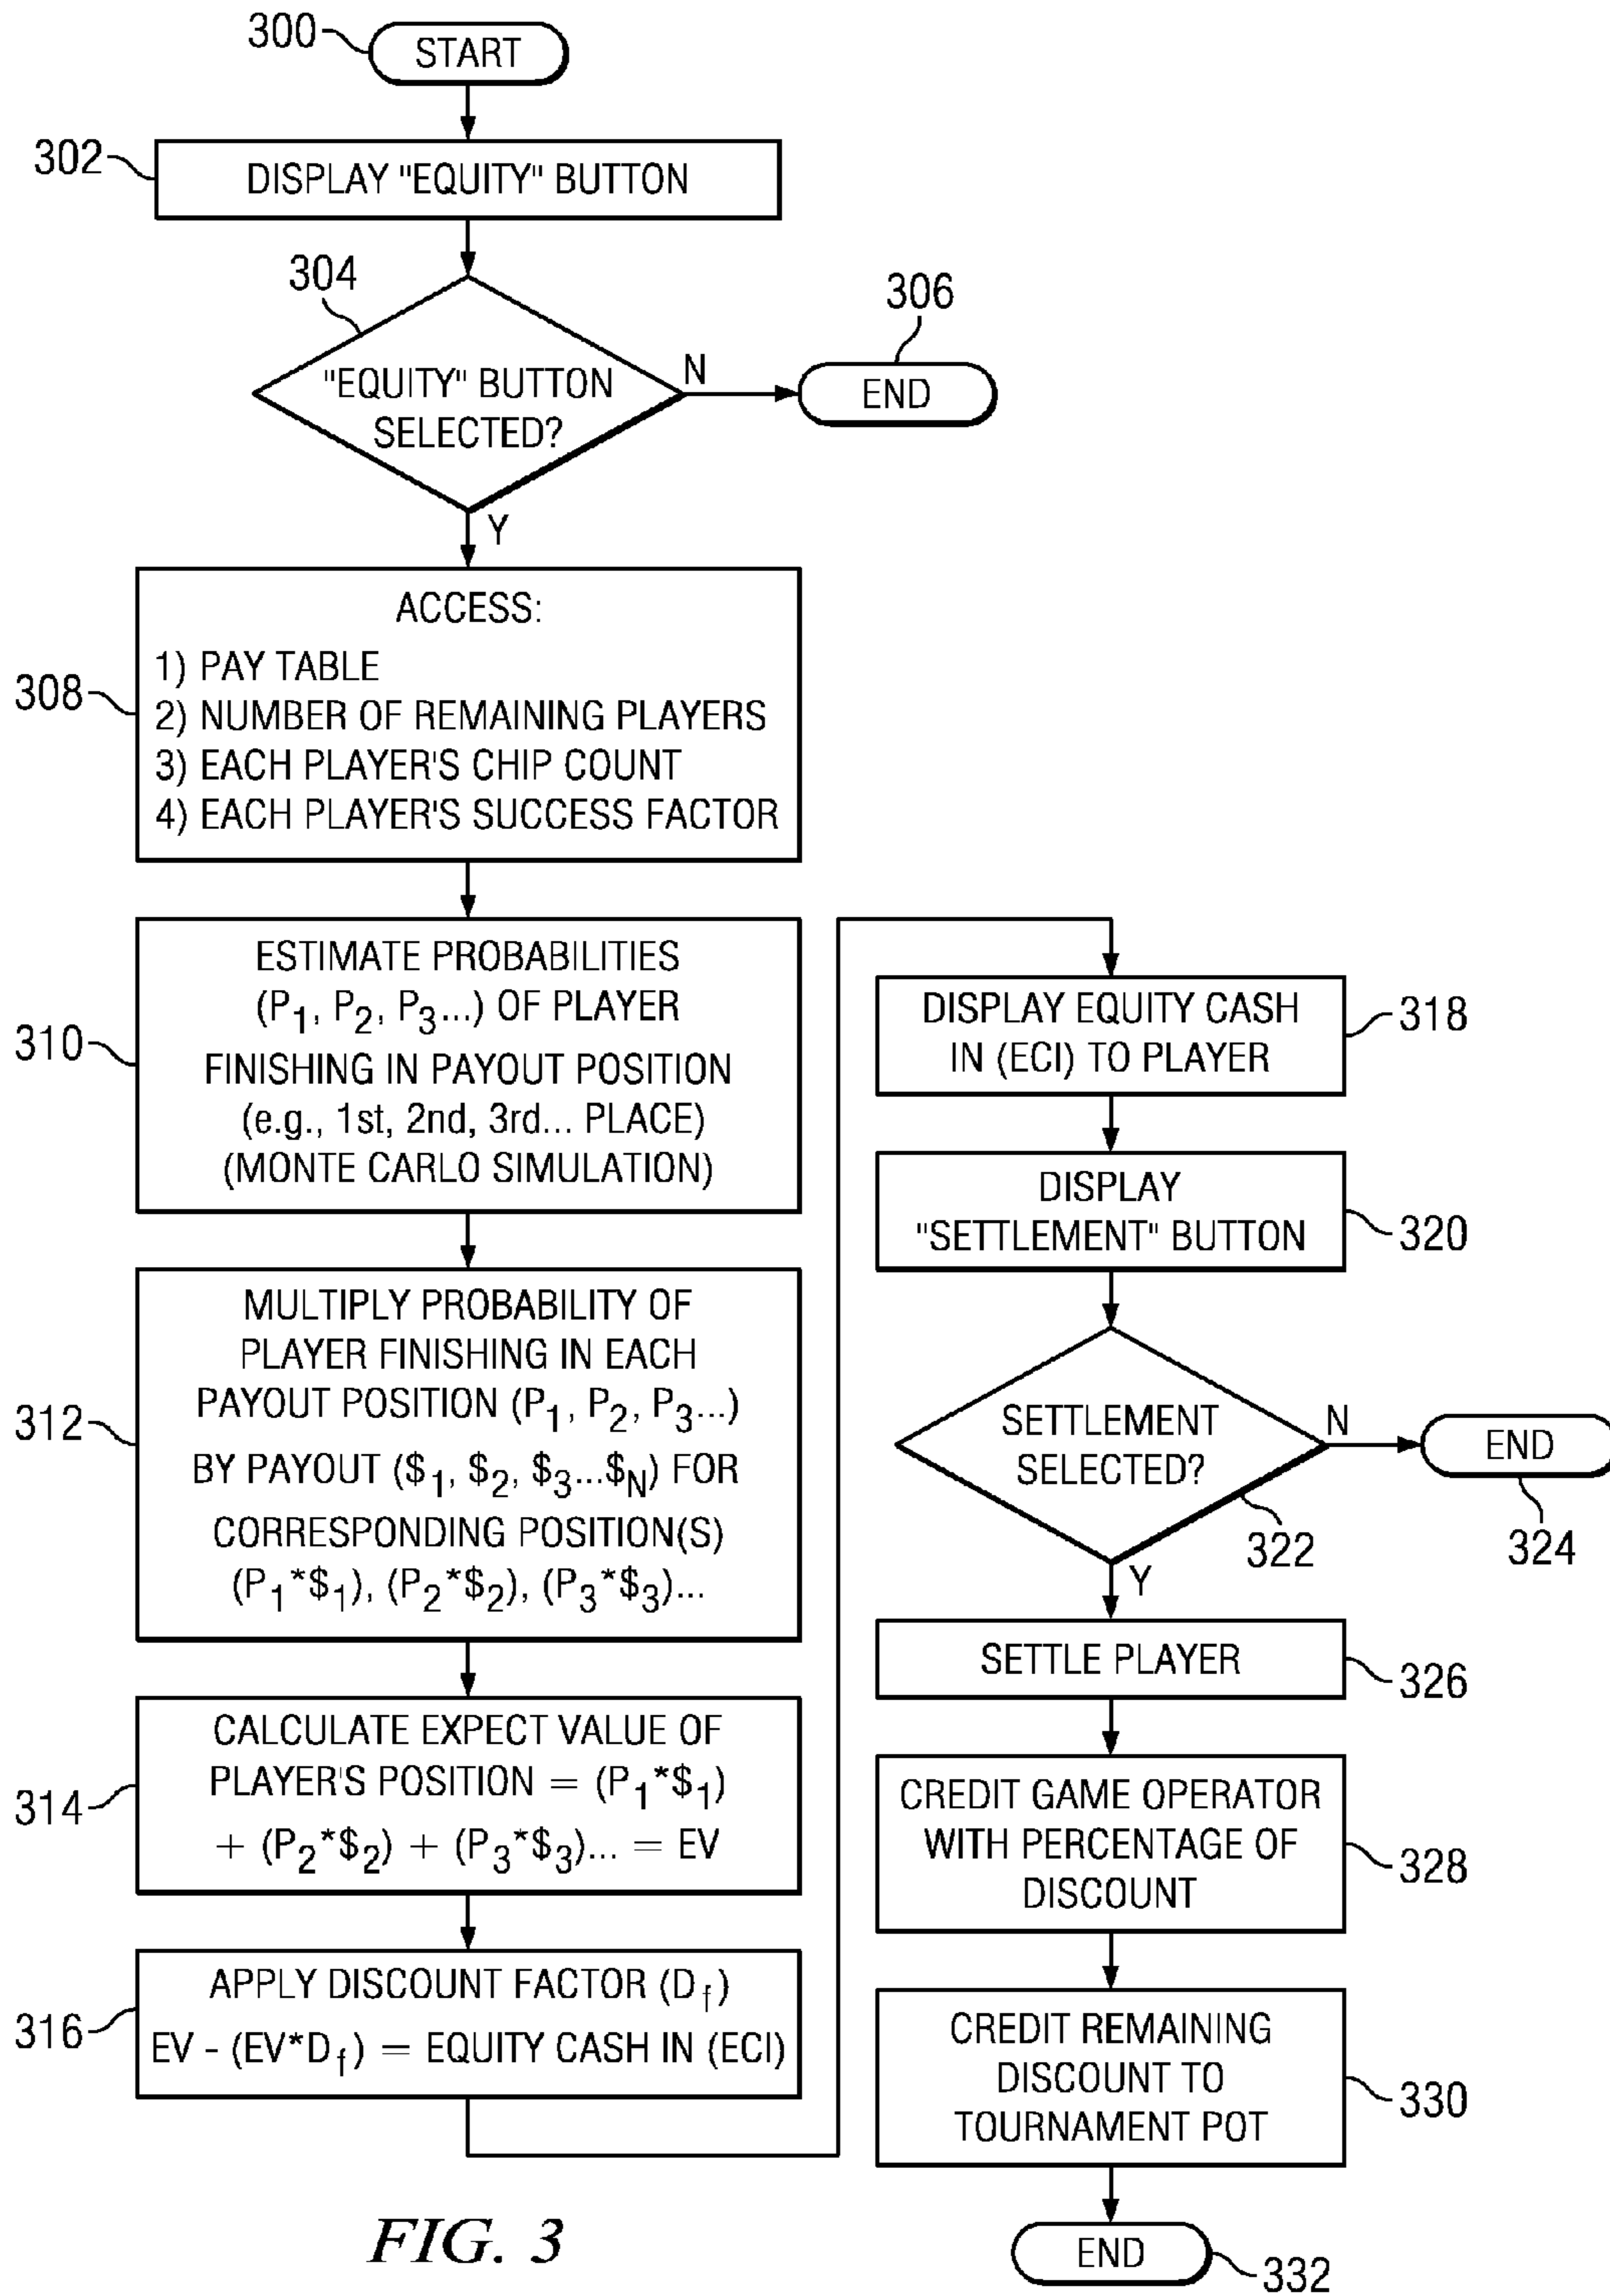 300
START
302
DISPLAY "EQUITY" BUTTON
304
"EQUITY" BUTTON
SELECTED?
N
306
END
Y
308
ACCESS:
1) PAY TABLE
2) NUMBER OF REMAINING PLAYERS
3) EACH PLAYER'S CHIP COUNT
4) EACH PLAYER'S SUCCESS FACTOR
310
ESTIMATE PROBABILITIES
(P1, P2, P3...) OF PLAYER
FINISHING IN PAYOUT POSITION
(e.g., 1st, 2nd, 3rd... PLACE)
(MONTE CARLO SIMULATION)
312
MULTIPLY PROBABILITY OF
PLAYER FINISHING IN EACH
PAYOUT POSITION (P1, P2, P3...)
BY PAYOUT ($1, $2, $3...$N) FOR
CORRESPONDING POSITION(S)
(P1*$1), (P2*$2), (P3*$3)...
314
CALCULATE EXPECT VALUE OF
PLAYER'S POSITION = (P1*$1)
+ (P2*$2) + (P3*$3)... = EV
316
APPLY DISCOUNT FACTOR (Df)
EV - (EV*Df) = EQUITY CASH IN (ECI)
DISPLAY EQUITY CASH
IN (ECI) TO PLAYER
318
DISPLAY
"SETTLEMENT" BUTTON
320
SETTLEMENT
SELECTED?
322
N
END
324
Y
SETTLE PLAYER
326
CREDIT GAME OPERATOR
WITH PERCENTAGE OF
DISCOUNT
328
CREDIT REMAINING
DISCOUNT TO
TOURNAMENT POT
330
END
332
FIG. 3